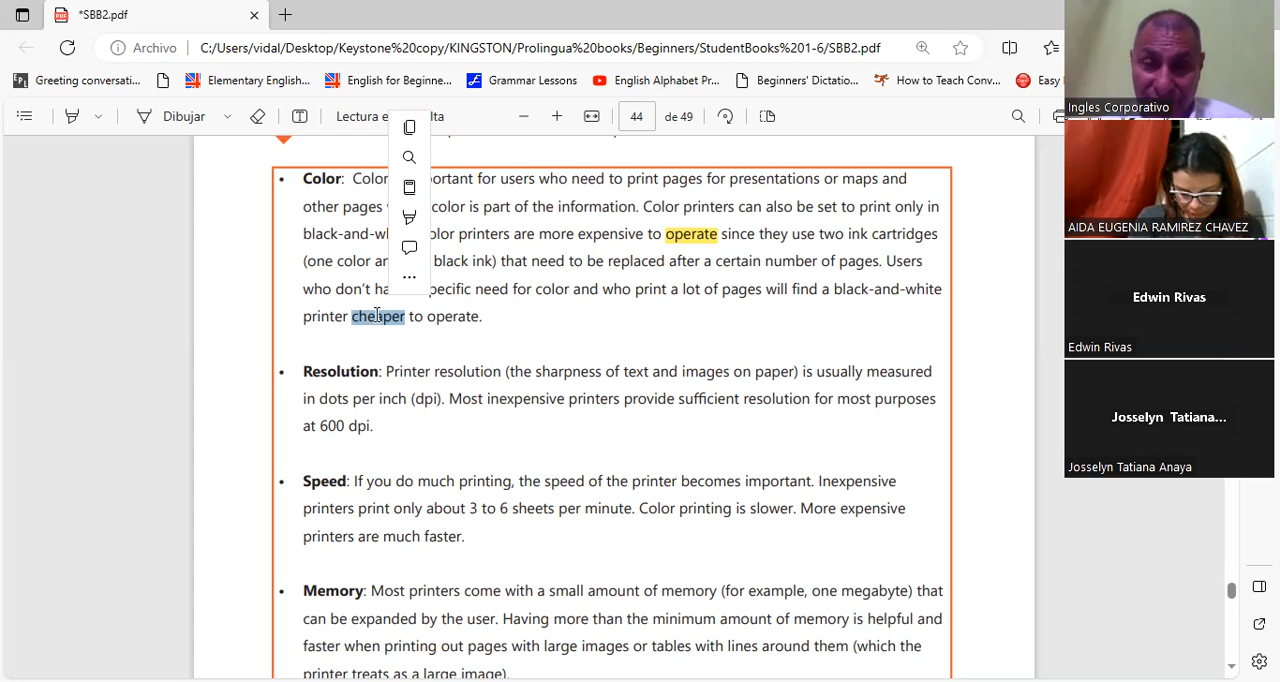 *SBB2.pdf
Archivo
C:/Users/vidal/Desktop/Keystone%20copy/KINGSTON/Prolingua%20books/Beginners/StudentBooks%201-6/SBB2.pdf
Greeting conversati...
Elementary English...
English for Beginne...
Grammar Lessons
English Alphabet Pr...
Beginners' Dictatio...
How to Teach Conv...
Easy
Dibujar
Lectura e
lta
44
de 49
• Color: Color
portant for users who need to print pages for presentations or maps and
other pages
color is part of the information. Color printers can also be set to print only in
black-and-wh
olor printers are more expensive to operate since they use two ink cartridges
(one color an
black ink) that need to be replaced after a certain number of pages. Users
who don't ha
pecific need for color and who print a lot of pages will find a black-and-white
printer cheaper to operate.
• Resolution: Printer resolution (the sharpness of text and images on paper) is usually measured
in dots per inch (dpi). Most inexpensive printers provide sufficient resolution for most purposes
at 600 dpi.
• Speed: If you do much printing, the speed of the printer becomes important. Inexpensive
printers print only about 3 to 6 sheets per minute. Color printing is slower. More expensive
printers are much faster.
• Memory: Most printers come with a small amount of memory (for example, one megabyte) that
can be expanded by the user. Having more than the minimum amount of memory is helpful and
faster when printing out pages with large images or tables with lines around them (which the
printer treats as a large image).
Ingles Corporativo
AIDA EUGENIA RAMIREZ CHAVEZ
Edwin Rivas
Edwin Rivas
Josselyn Tatiana...
Josselyn Tatiana Anaya